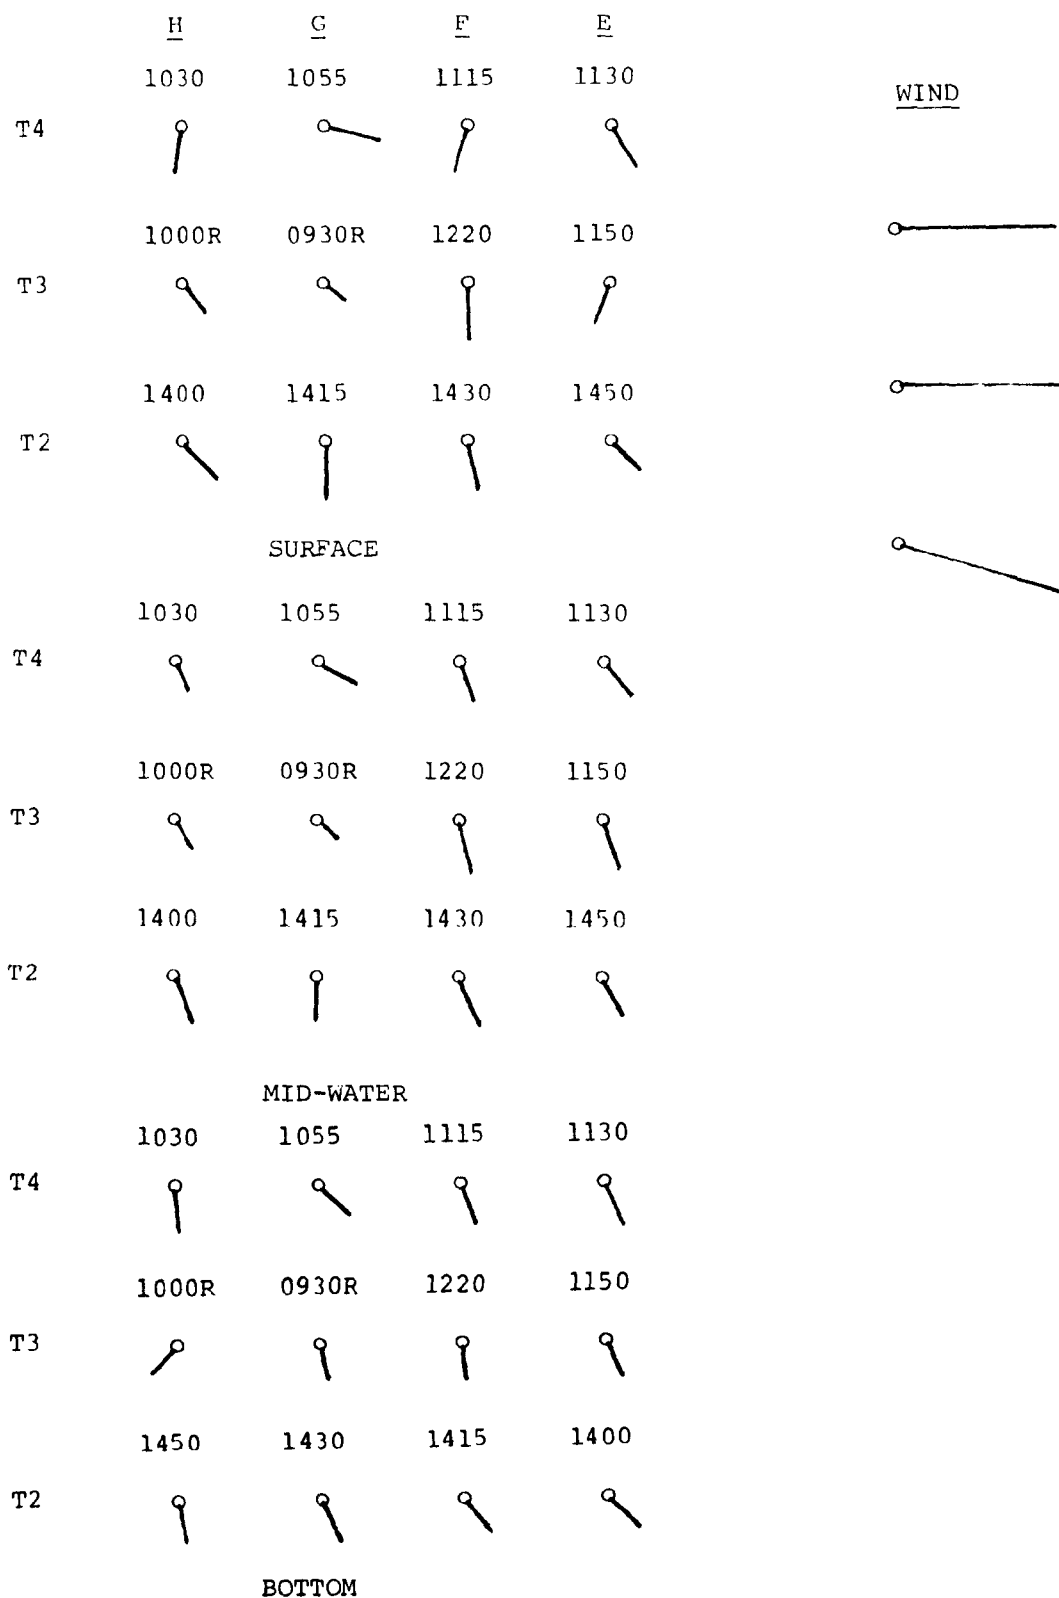 H G F E
1030 1055 1115 1130
WIND
T4
1000R 0930R 1220 1150
T3
1400 1415 1430 1450
T2
SURFACE
1030 1055 1115 1130
T4
1000R 0930R 1220 1150
T3
1400 1415 1430 1450
T2
MID-WATER
1030 1055 1115 1130
T4
1000R 0930R 1220 1150
T3
1450 1430 1415 1400
T2
BOTTOM